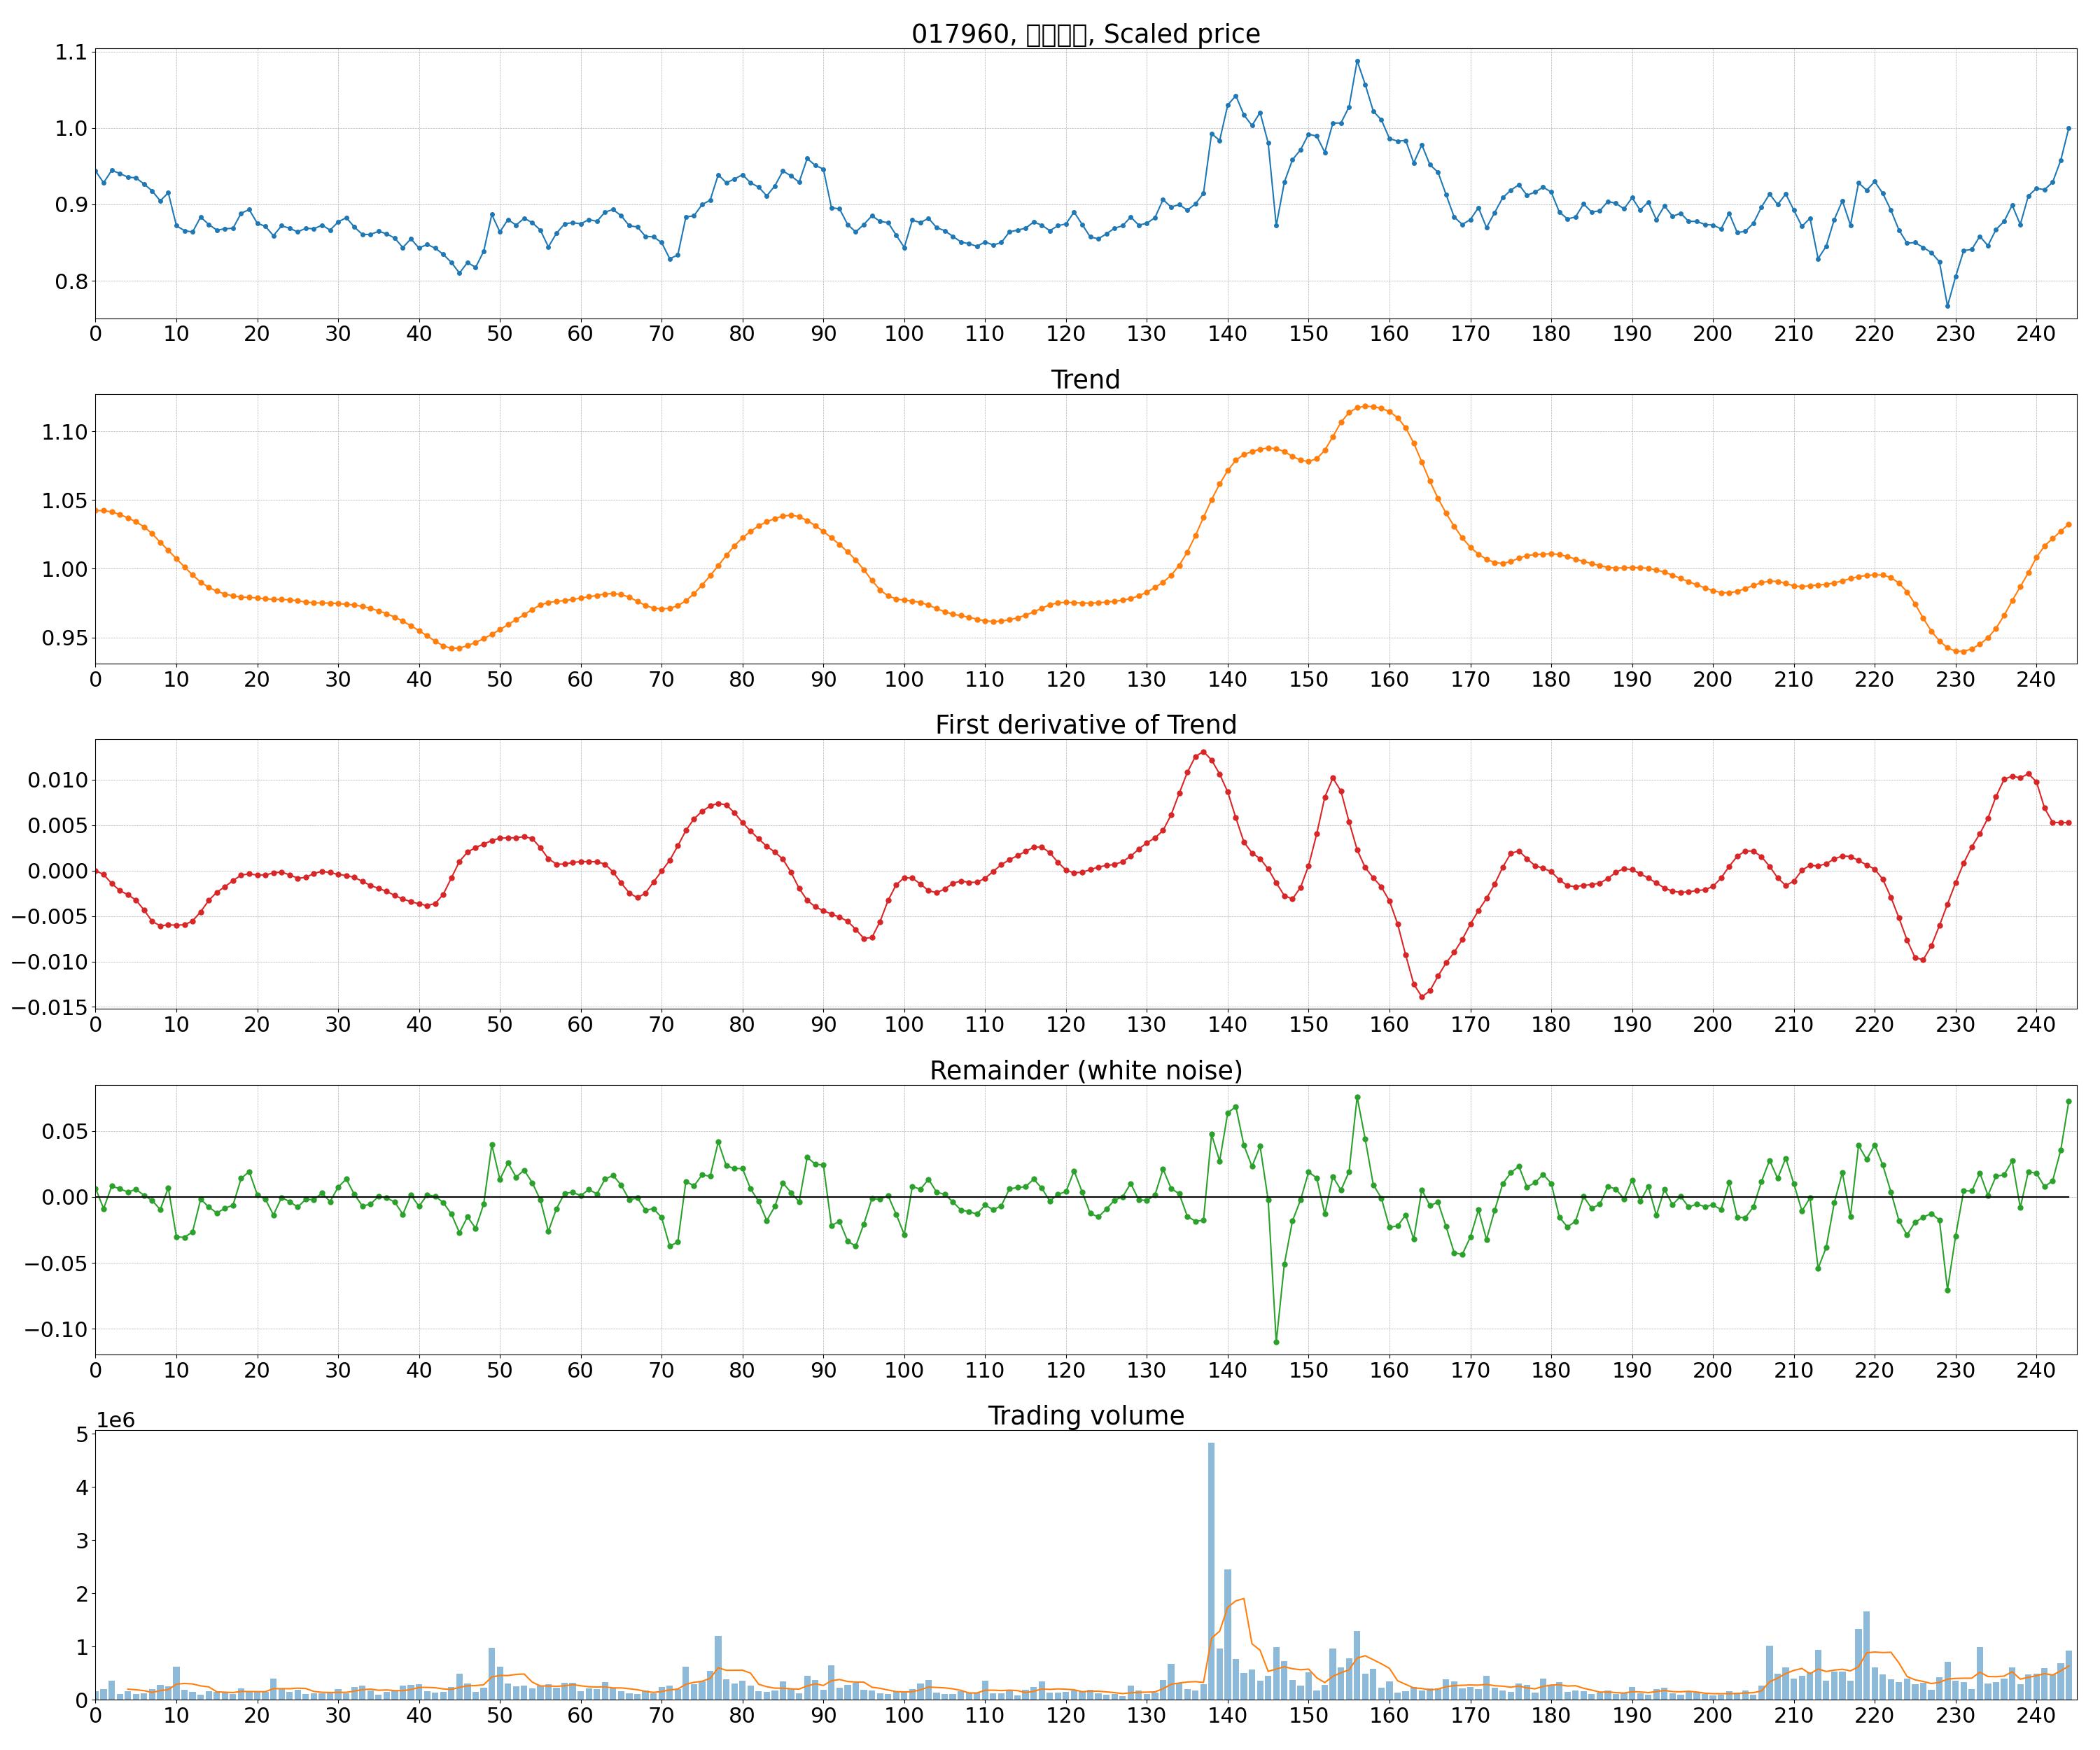 017960, , Scaled price
1.1
1.0
0.9
0.8
0 10 20 30 40 50 60 70 80 90 100 110 120 130 140 150 160 170 180 190 200 210 220 230 240
Trend
1.10
1.05
1.00
0.95
0 10 20 30 40 50 60 70 80 90 100 110 120 130 140 150 160 170 180 190 200 210 220 230 240
First derivative of Trend
0.010
0.005
0.000
−0.005
−0.010
−0.015
0 10 20 30 40 50 60 70 80 90 100 110 120 130 140 150 160 170 180 190 200 210 220 230 240
Remainder (white noise)
0.05
0.00
−0.05
−0.10
0 10 20 30 40 50 60 70 80 90 100 110 120 130 140 150 160 170 180 190 200 210 220 230 240
Trading volume
1e6
5
4
3
2
1
0
0 10 20 30 40 50 60 70 80 90 100 110 120 130 140 150 160 170 180 190 200 210 220 230 240